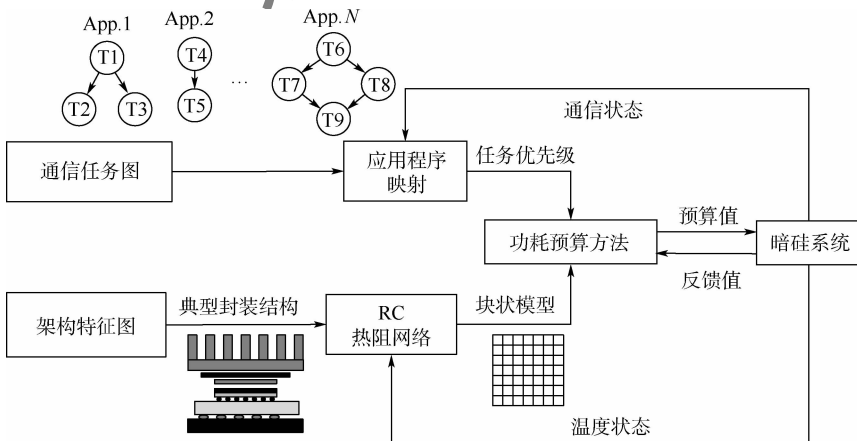 App.1
App.2
App.N
T1
T4
T6
T2
T3
T5
…
T7
T8
T9
通信状态
通信任务图
应用程序
映射
任务优先级
功耗预算方法
预算值
暗硅系统
反馈值
架构特征图
典型封装结构
RC
热阻网络
块状模型
温度状态